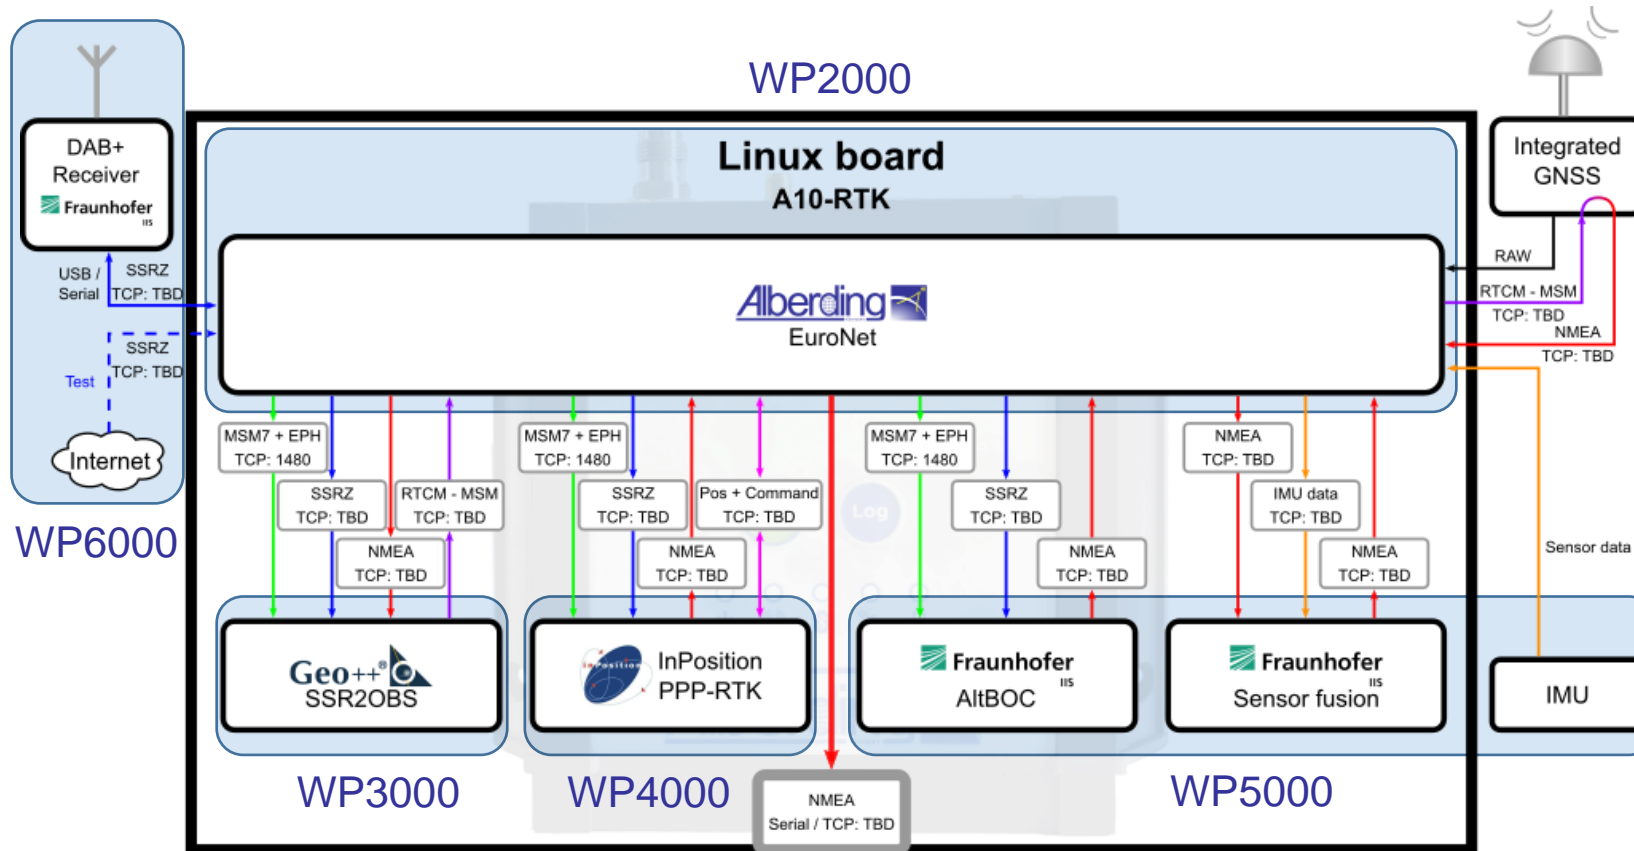 WP2000
DAB+
Receiver
Fraunhofer
IIS
Linux board
A10-RTK
Integrated
GNSS
USB /
Serial
SSRZ
TCP: TBD
RAW
RTCM - MSM
TCP: TBD
NMEA
TCP: TBD
Alberding
EuroNet
SSRZ
TCP: TBD
Test
Internet
WP6000
MSM7 + EPH
TCP: 1480
SSRZ
TCP: TBD
NMEA
TCP: TBD
RTCM - MSM
TCP: TBD
MSM7 + EPH
TCP: 1480
SSRZ
TCP: TBD
NMEA
TCP: TBD
Pos + Command
TCP: TBD
MSM7 + EPH
TCP: 1480
SSRZ
TCP: TBD
NMEA
TCP: TBD
NMEA
TCP: TBD
IMU data
TCP: TBD
NMEA
TCP: TBD
Log
Sensor data
Geo++®
SSR2OBS
InPosition
InPosition
PPP-RTK
Fraunhofer
IIS
AltBOC
Fraunhofer
IIS
Sensor fusion
IMU
WP3000
WP4000
WP5000
NMEA
Serial / TCP: TBD